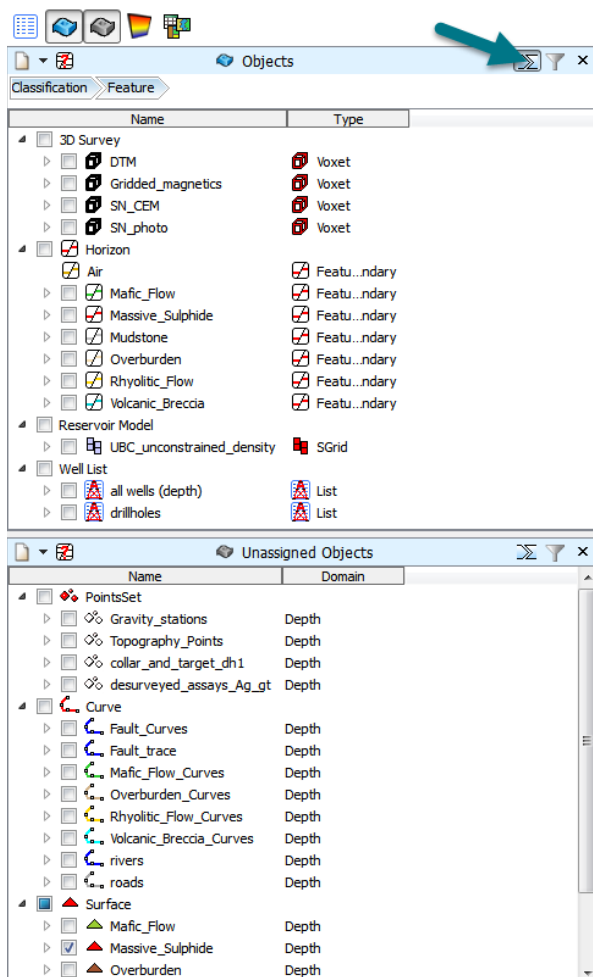 Objects
Classification Feature
Name Type
3D Survey
DTM Voxet
Gridded_magnetics Voxet
SN_CEM Voxet
SN_photo Voxet
Horizon
Air Featu...ndary
Mafic_Flow Featu...ndary
Massive_Sulphide Featu...ndary
Mudstone Featu...ndary
Overburden Featu...ndary
Rhyolitic_Flow Featu...ndary
Volcanic_Breccia Featu...ndary
Reservoir Model
UBC_unconstrained_density SGrid
Well List
all wells (depth) List
drillholes List
Unassigned Objects
Name Domain
PointsSet
Gravity_stations Depth
Topography_Points Depth
collar_and_target_dh1 Depth
desurveyed_assays_Ag_gt Depth
Curve
Fault_Curves Depth
Fault_trace Depth
Mafic_Flow_Curves Depth
Overburden_Curves Depth
Rhyolitic_Flow_Curves Depth
Volcanic_Breccia_Curves Depth
rivers Depth
roads Depth
Surface
Mafic_Flow Depth
Massive_Sulphide Depth
Overburden Depth